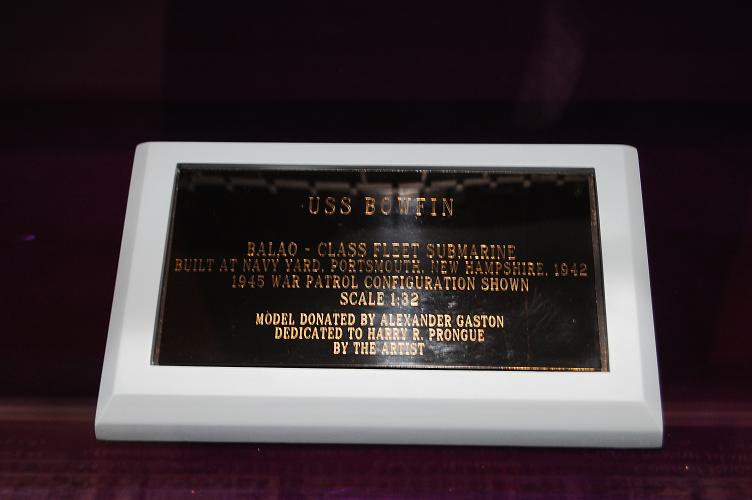 USS BOWFIN
BALAO - CLASS FLEET SUBMARINE
BUILT AT NAVY YARD, PORTSMOUTH, NEW HAMPSHIRE, 1942
1945 WAR PATROL CONFIGURATION SHOWN
SCALE 1:32
MODEL DONATED BY ALEXANDER GASTON
DEDICATED TO HARRY R. PRONGUE
BY THE ARTIST